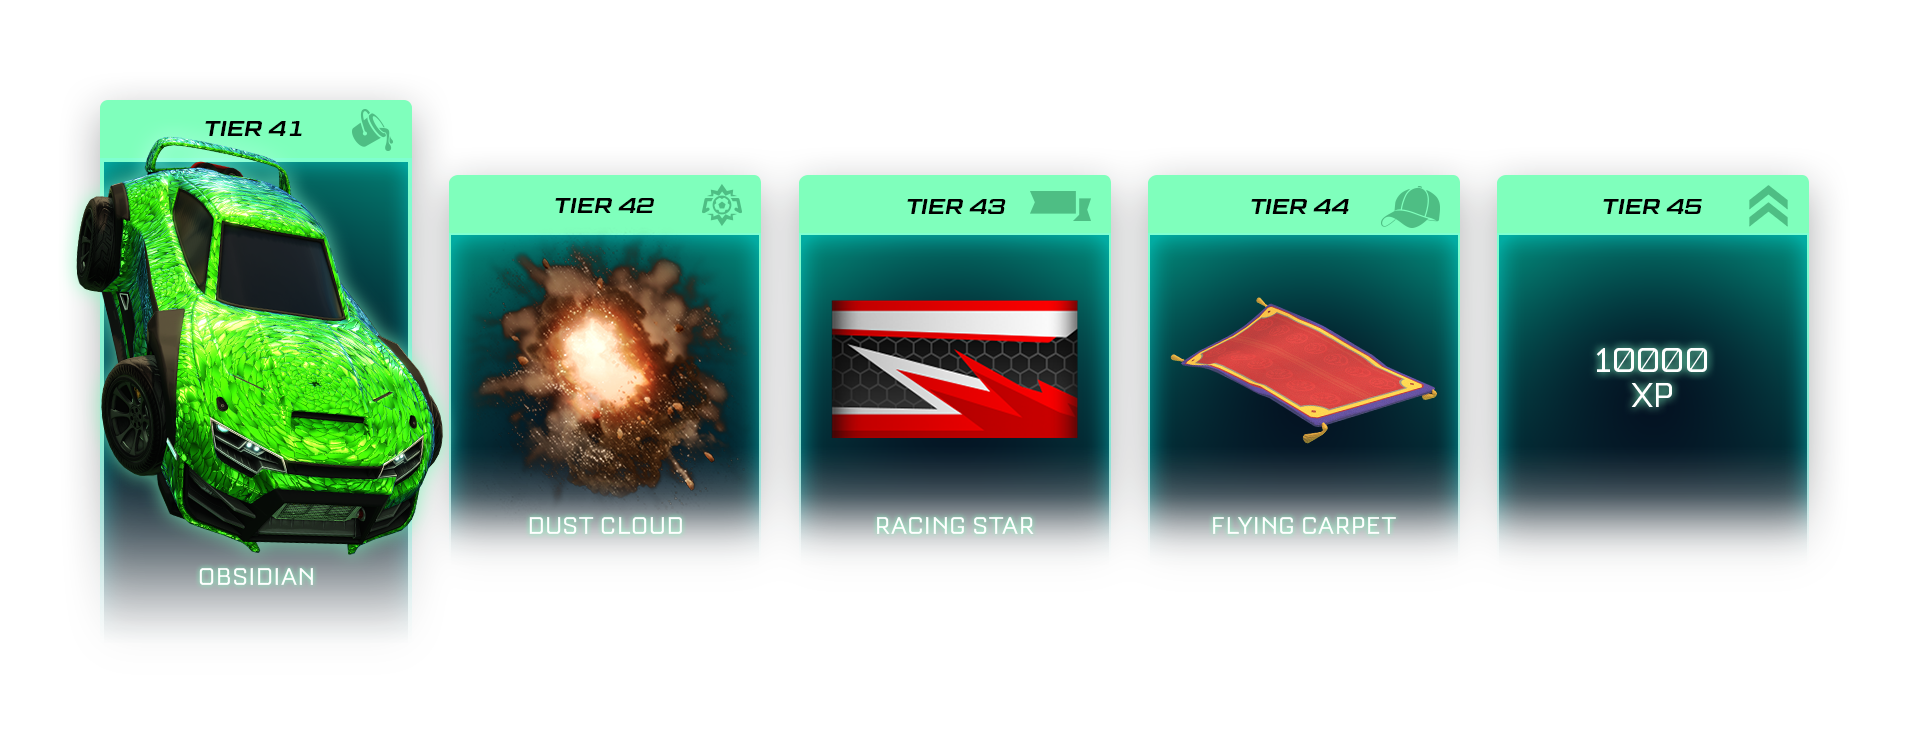 TIER 41
OBSIDIAN
TIER 42
DUST CLOUD
TIER 43
RACING STAR
TIER 44
FLYING CARPET
TIER 45
10000
XP